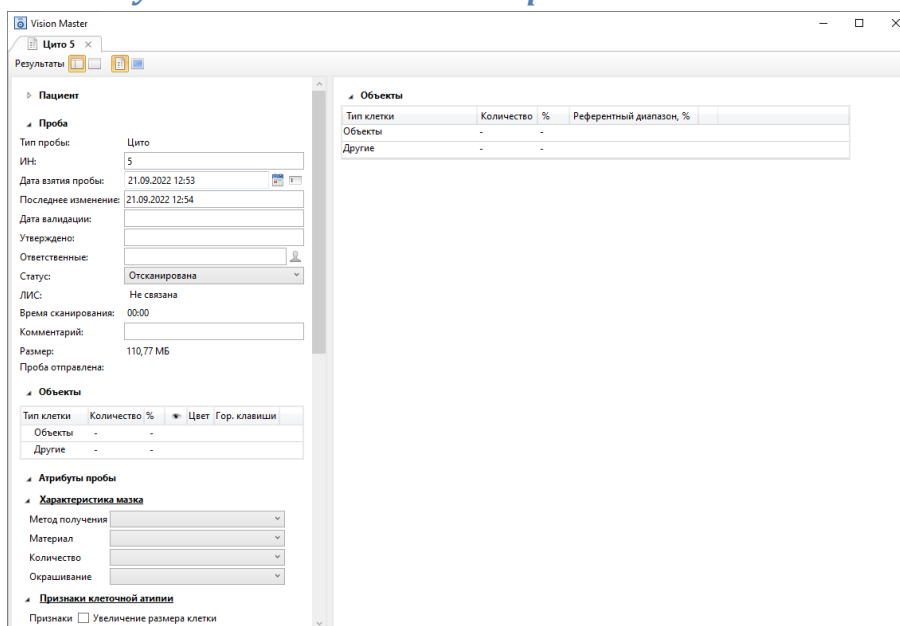 Vision Master
Цито 5
Результаты
Пациент
Проба
Тип пробы: Цито
ИН: 5
Дата взятия пробы: 21.09.2022 12:53
Последнее изменение: 21.09.2022 12:54
Дата валидации:
Утверждено:
Ответственные:
Статус: Отсканирована
ЛИС: Не связана
Время сканирования: 00:00
Комментарий:
Размер: 110,77 МБ
Проба отправлена:
Объекты
Тип клетки Количество % Цвет Гор. клавиши
Объекты - -
Другие - -
Атрибуты пробы
Характеристика мазка
Метод получения
Материал
Количество
Окрашивание
Признаки клеточной атипии
Признаки Увеличение размера клетки
Объекты
Тип клетки Количество % Референтный диапазон, %
Объекты - -
Другие - -